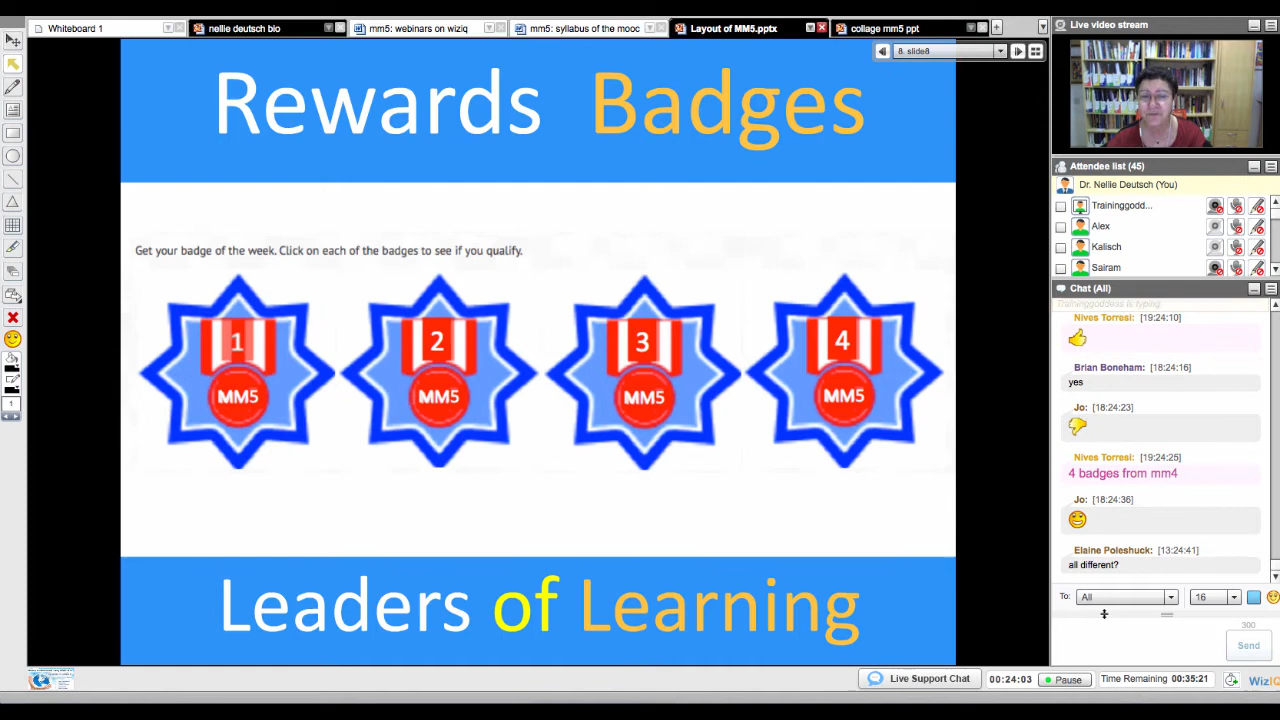 Whiteboard 1
nellie deutsch bio
mm5: webinars on wiziq
mm5: syllabus of the mooc
Layout of MM5.pptx
collage mm5 ppt
8. slide8
Rewards Badges
Get your badge of the week. Click on each of the badges to see if you qualify.
1
MM5
2
MM5
3
MM5
4
MM5
Leaders of Learning
1
Live video stream
Attendee list (45)
Dr. Nellie Deutsch (You)
Traininggodd...
Alex
Kalisch
Sairam
Chat (All)
Traininggoddess is typing
Nives Torresi: [19:24:10]
Brian Boneham: [18:24:16]
yes
Jo: [18:24:23]
Nives Torresi: [19:24:25]
4 badges from mm4
Jo: [18:24:36]
Elaine Poleshuck: [13:24:41]
all different?
To: All 16
300
Send
Live Support Chat 00:24:03 Pause Time Remaining 00:35:21 WizIQ